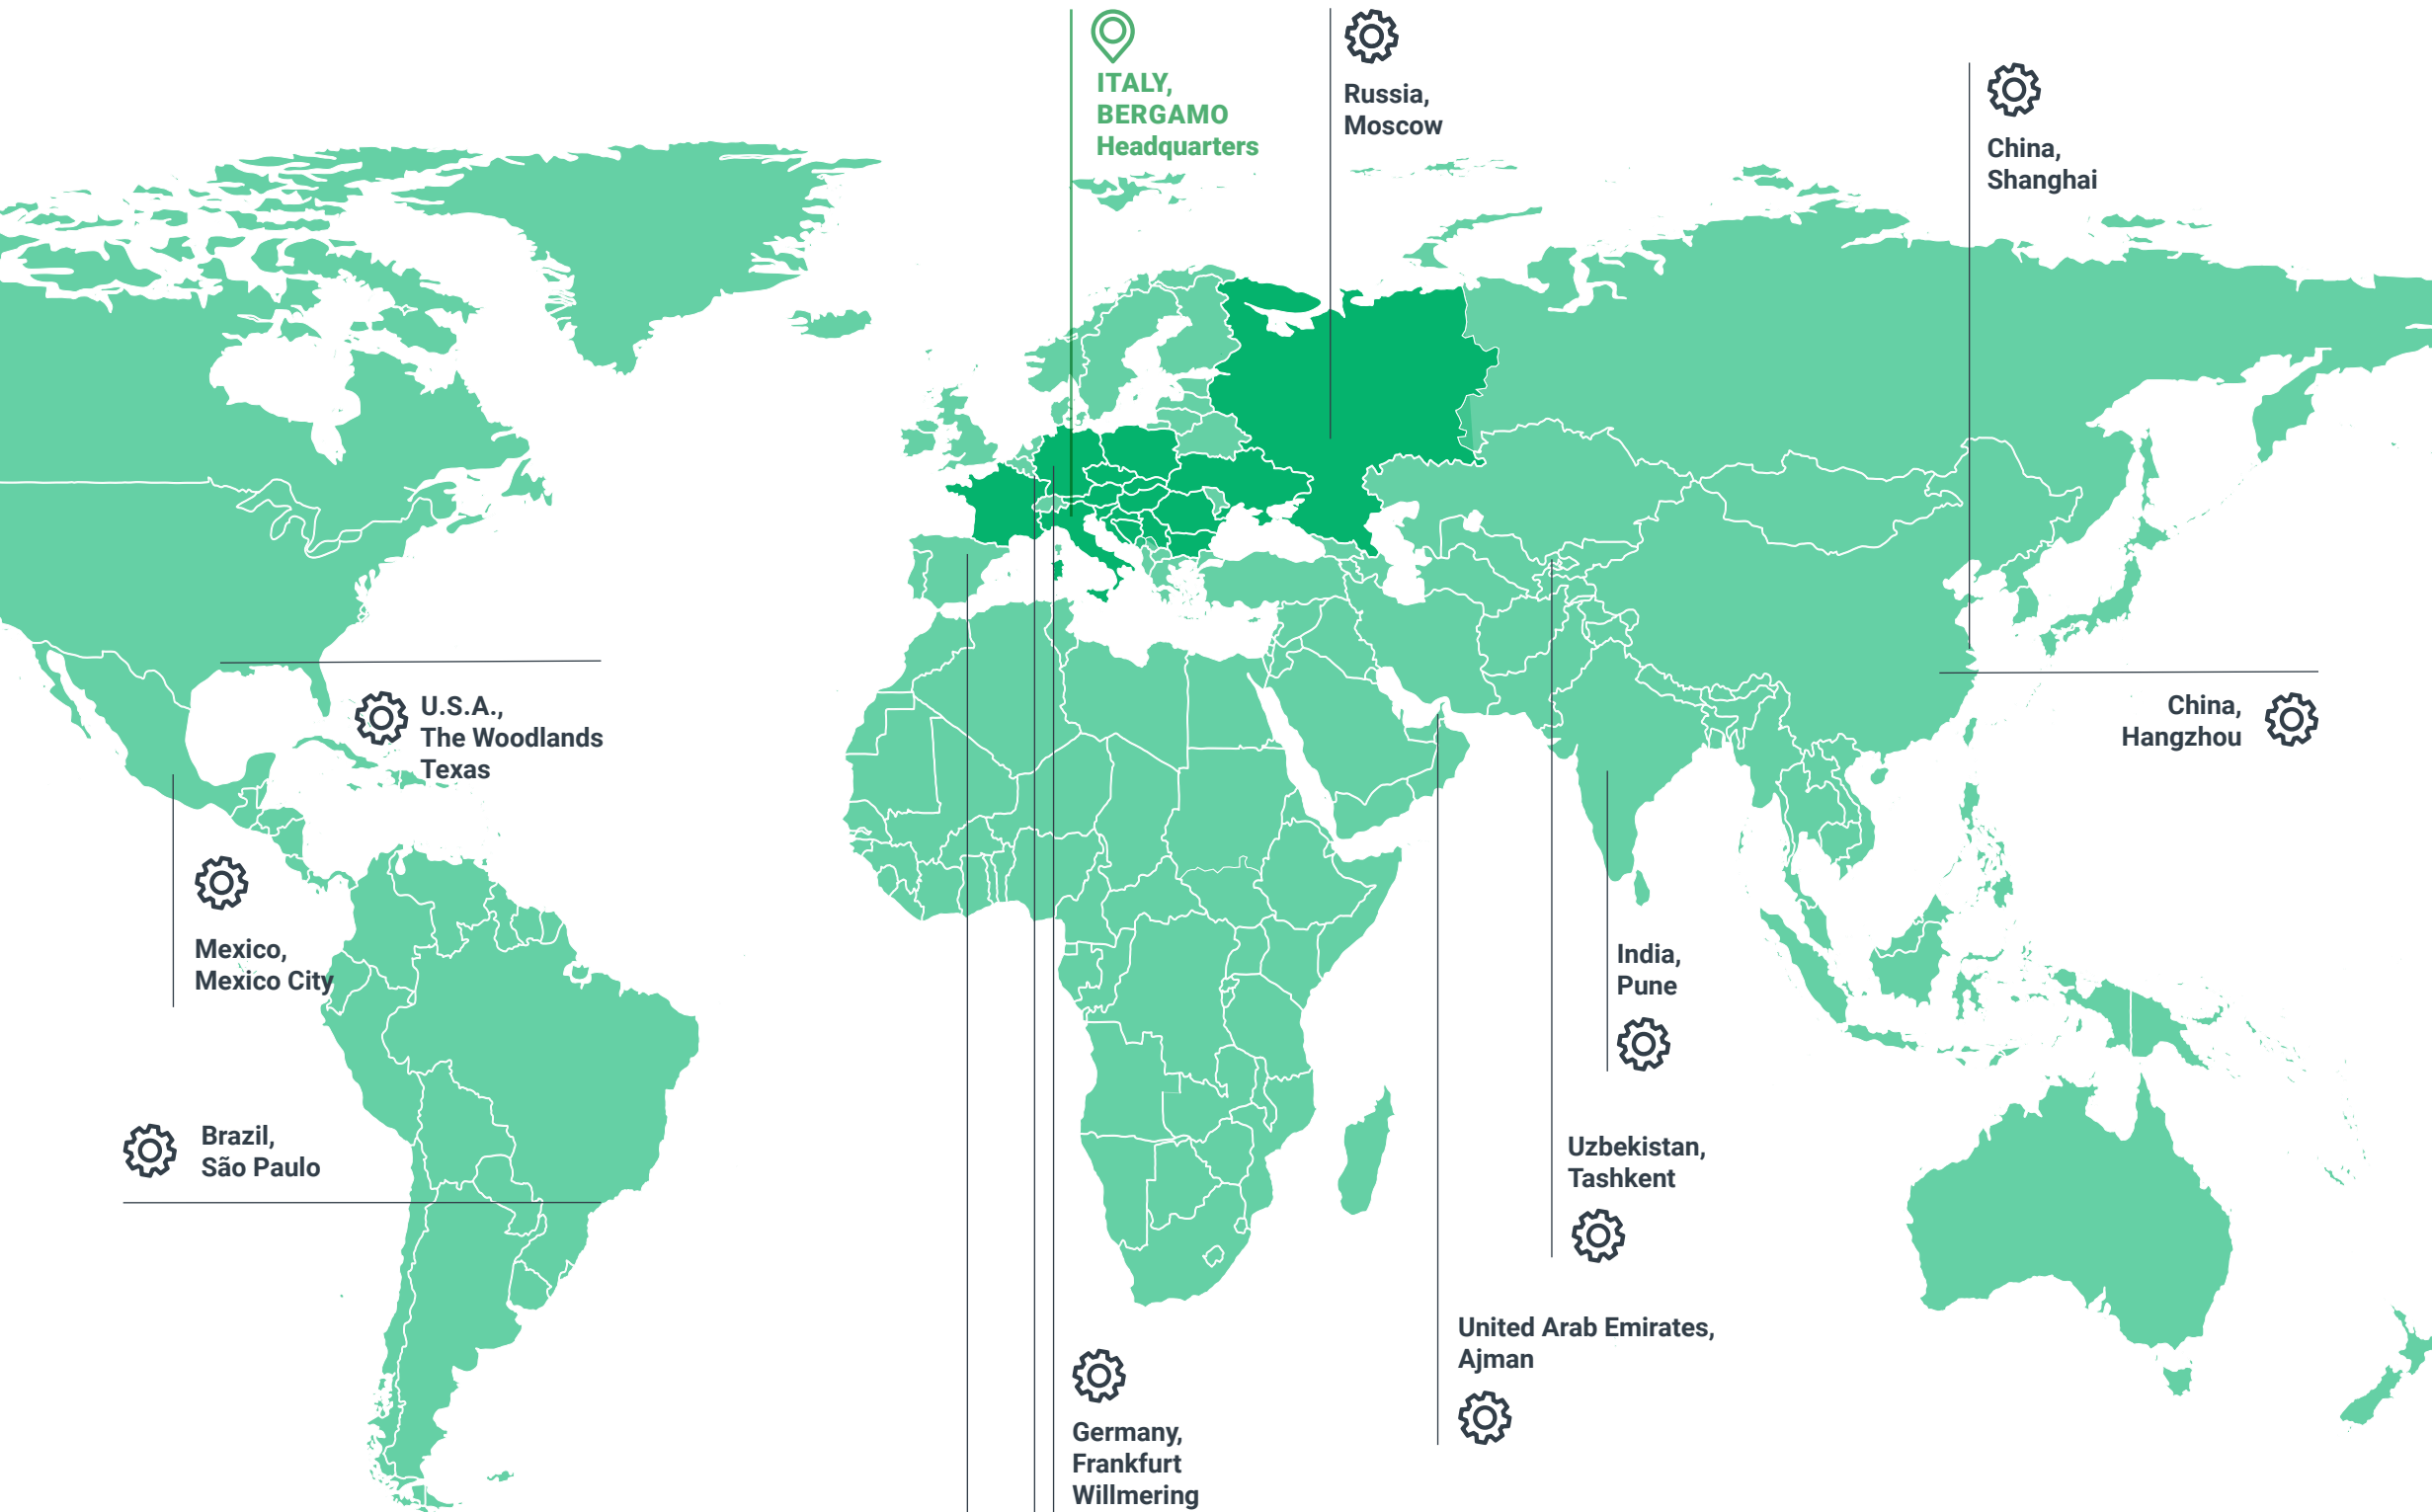 ITALY,
BERGAMO
Headquarters
Russia,
Moscow
China,
Shanghai
U.S.A.,
The Woodlands
Texas
China,
Hangzhou
Mexico,
Mexico City
India,
Pune
Brazil,
São Paulo
Uzbekistan,
Tashkent
United Arab Emirates,
Ajman
Germany,
Frankfurt
Willmering